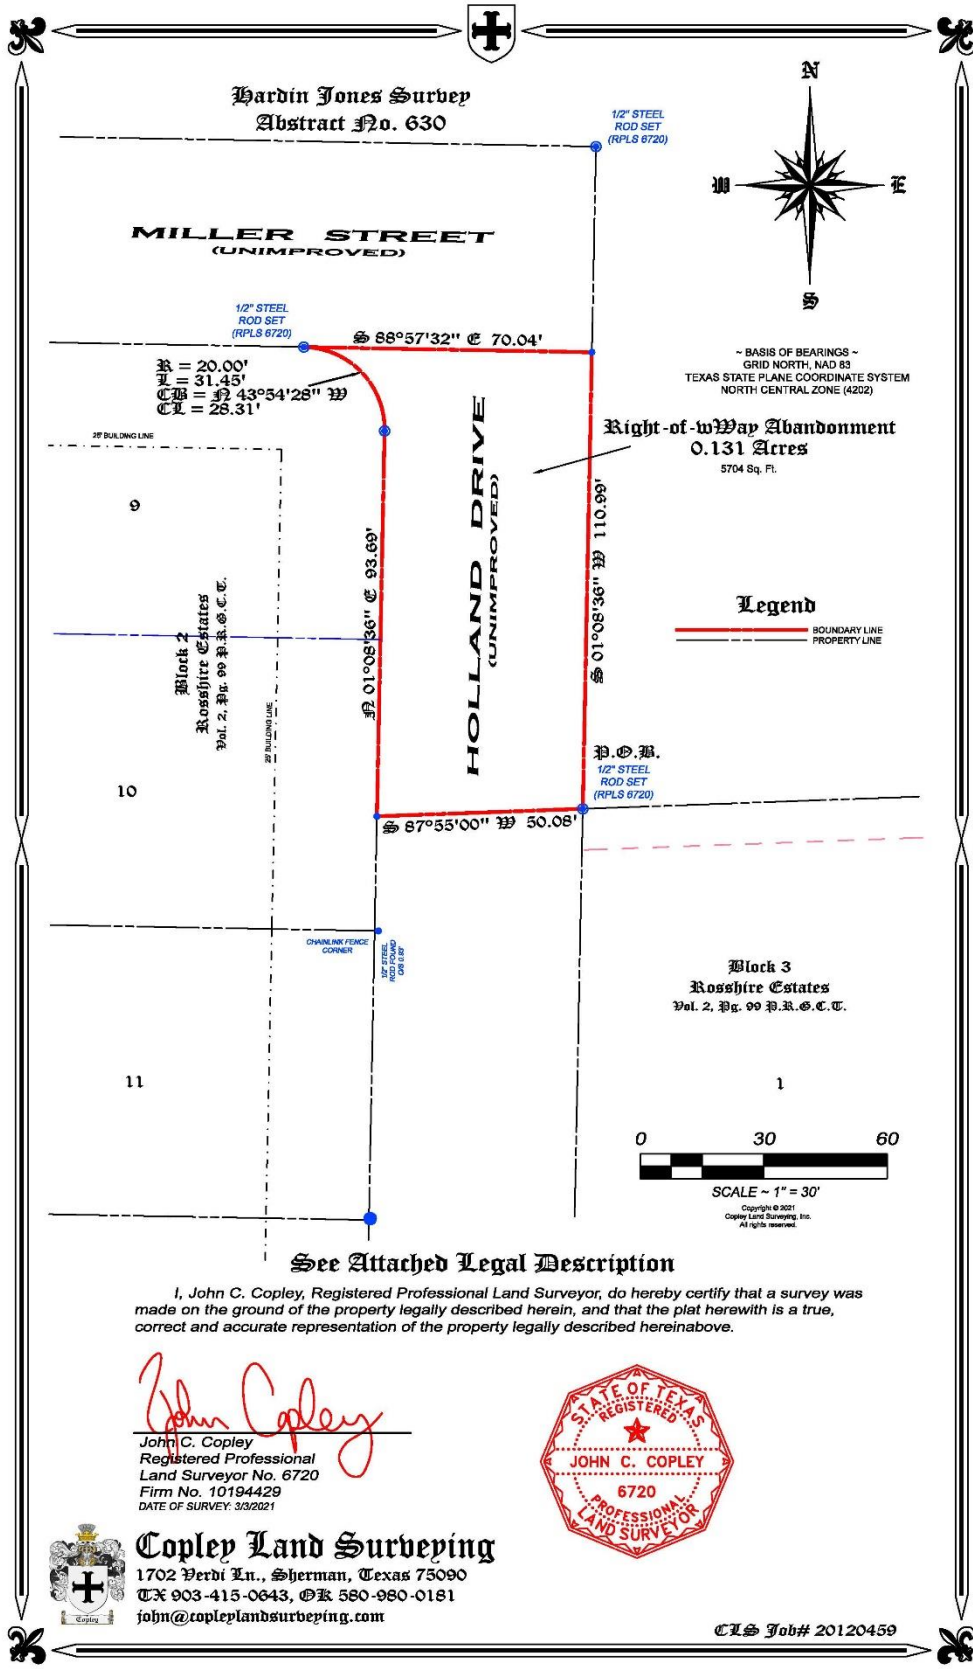 Hardin Jones Survey
Abstract No. 630
1/2" STEEL
ROD SET
(RPLS 6720)
N
W
E
S
MILLER STREET
(UNIMPROVED)
1/2" STEEL
ROD SET
(RPLS 6720)
S 88°57'32" E 70.04'
R = 20.00'
L = 31.45'
CB = N 43°54'28" W
CL = 28.31'
~ BASIS OF BEARINGS ~
GRID NORTH, NAD 83
TEXAS STATE PLANE COORDINATE SYSTEM
NORTH CENTRAL ZONE (4202)
Right-of-wWay Abandonment
0.131 Acres
5704 Sq. Ft.
25' BUILDING LINE
9
HOLLAND DRIVE
(UNIMPROVED)
N 01°08'36" E 93.69'
S 01°08'36" W 110.99'
Block 2
Rosshire Estates
Vol. 2, Pg. 99 P.R.G.C.T.
25' BUILDING LINE
Legend
BOUNDARY LINE
PROPERTY LINE
10
P.O.B.
1/2" STEEL
ROD SET
(RPLS 6720)
S 87°55'00" W 50.08'
CHAINLINK FENCE
CORNER
1/2" STEEL
ROD FOUND
O/S 0.83'
Block 3
Rosshire Estates
Vol. 2, Pg. 99 P.R.G.C.T.
11
1
0 30 60
SCALE ~ 1" = 30'
Copyright © 2021
Copley Land Surveying, Inc.
All rights reserved.
See Attached Legal Description
I, John C. Copley, Registered Professional Land Surveyor, do hereby certify that a survey was
made on the ground of the property legally described herein, and that the plat herewith is a true,
correct and accurate representation of the property legally described hereinabove.
John Copley
John C. Copley
Registered Professional
Land Surveyor No. 6720
Firm No. 10194429
DATE OF SURVEY: 3/3/2021
STATE OF TEXAS
REGISTERED
JOHN C. COPLEY
6720
PROFESSIONAL
LAND SURVEYOR
Copley
Copley Land Surveying
1702 Verdi Ln., Sherman, Texas 75090
TX 903-415-0643, OK 580-980-0181
john@copleylandsurveying.com
CLS Job# 20120459